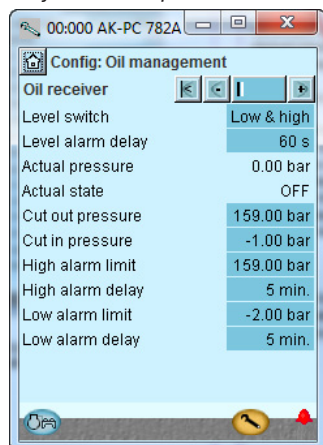 00:000 AK-PC 782A
Config: Oil management
Oil receiver
Level switch Low & high
Level alarm delay 60 s
Actual pressure 0.00 bar
Actual state OFF
Cut out pressure 159.00 bar
Cut in pressure -1.00 bar
High alarm limit 159.00 bar
High alarm delay 5 min.
Low alarm limit -2.00 bar
Low alarm delay 5 min.